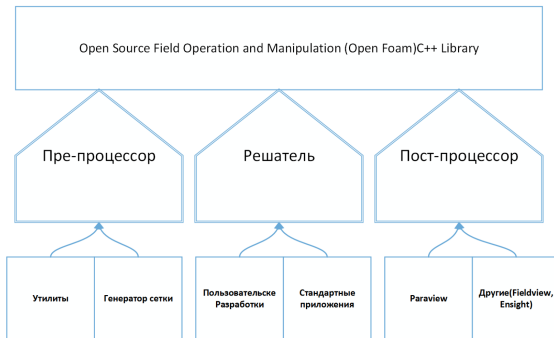 Open Source Field Operation and Manipulation (Open Foam)C++ Library
Пре-процессор
Решатель
Пост-процессор
Утилиты
Генератор сетки
Пользовательске
Разработки
Стандартные
приложения
Paraview
Другие(Fieldview,
Ensight)